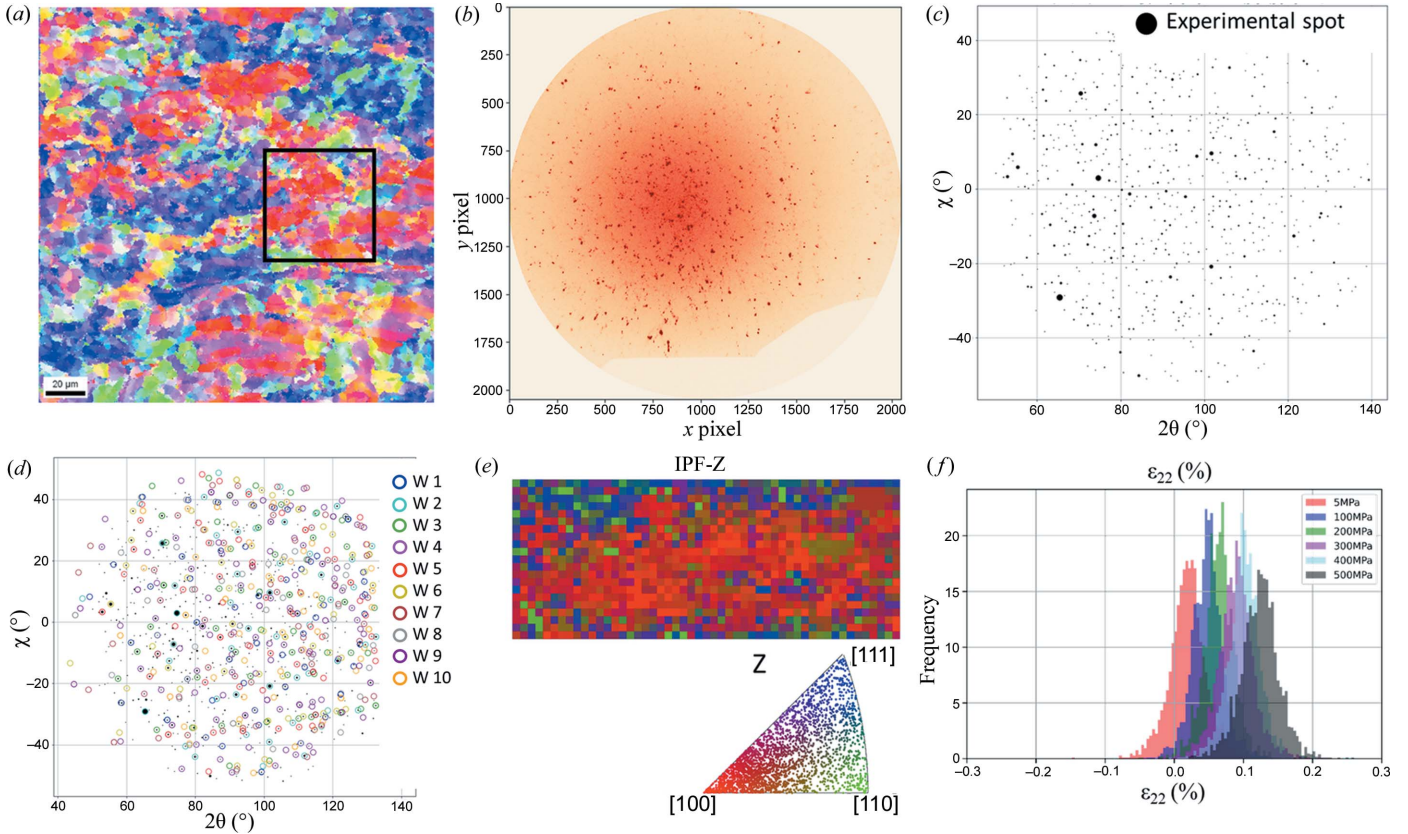 (a)
20 µm
(b)
0
250
500
750
1000
1250
1500
1750
2000
y pixel
0 250 500 750 1000 1250 1500 1750 2000
x pixel
(c)
Experimental spot
40
20
0
−20
−40
χ (°)
60 80 100 120 140
2θ (°)
(d)
40
20
0
−20
−40
χ (°)
40 60 80 100 120 140
2θ (°)
W 1
W 2
W 3
W 4
W 5
W 6
W 7
W 8
W 9
W 10
(e)
IPF-Z
Z
[111]
[100]
[110]
(f)
ε22 (%)
5MPa
100MPa
200MPa
300MPa
400MPa
500MPa
20
15
10
5
0
Frequency
−0.3 −0.2 −0.1 0.0 0.1 0.2 0.3
ε22 (%)